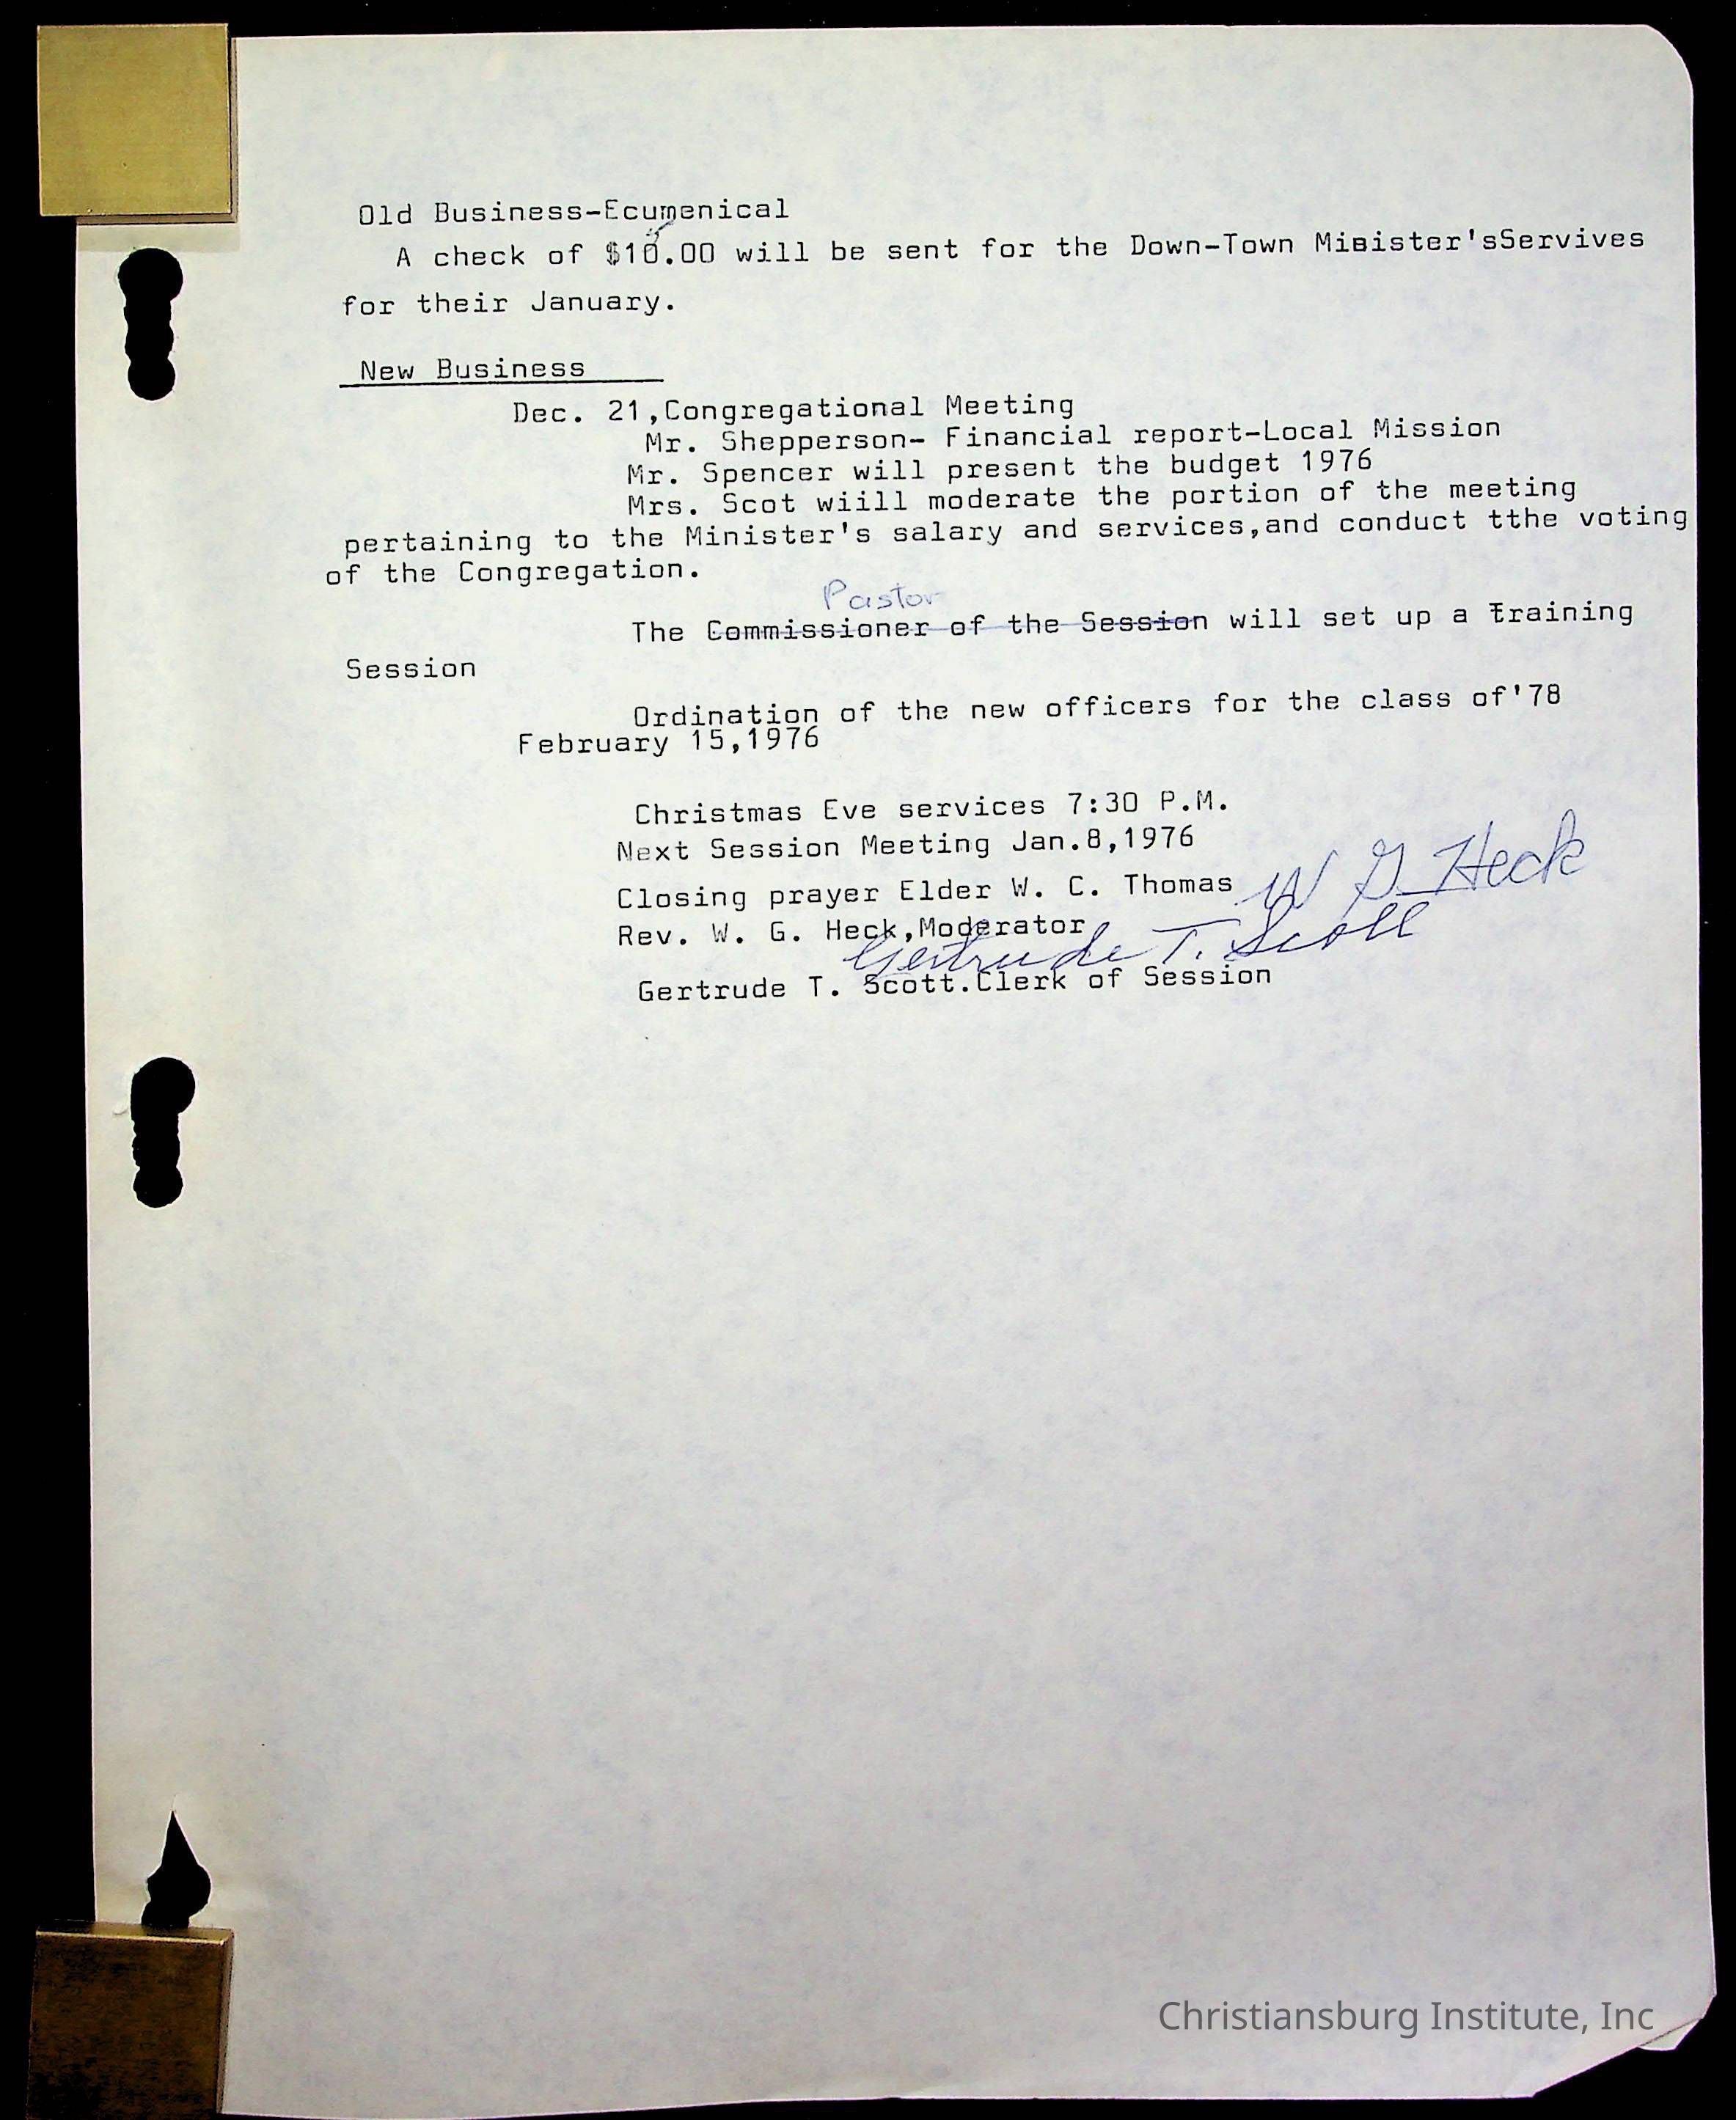 Old Business-Ecumenical
A check of $10.00 will be sent for the Down-Town Minister'sServives
for their January.
New Business
Dec. 21,Congregational Meeting
Mr. Shepperson- Financial report-Local Mission
Mr. Spencer will present the budget 1976
Mrs. Scot wiill moderate the portion of the meeting
pertaining to the Minister's salary and services,and conduct tthe voting
of the Congregation.
Pastor
The Commissioner of the Session will set up a training
Session
Ordination of the new officers for the class of'78
February 15,1976
Christmas Eve services 7:30 P.M.
Next Session Meeting Jan.8,1976
Closing prayer Elder W. C. Thomas
W G Heck
Rev. W. G. Heck,Moderator
Gertrude T. Scott
Gertrude T. Scott.Clerk of Session
Christiansburg Institute, Inc